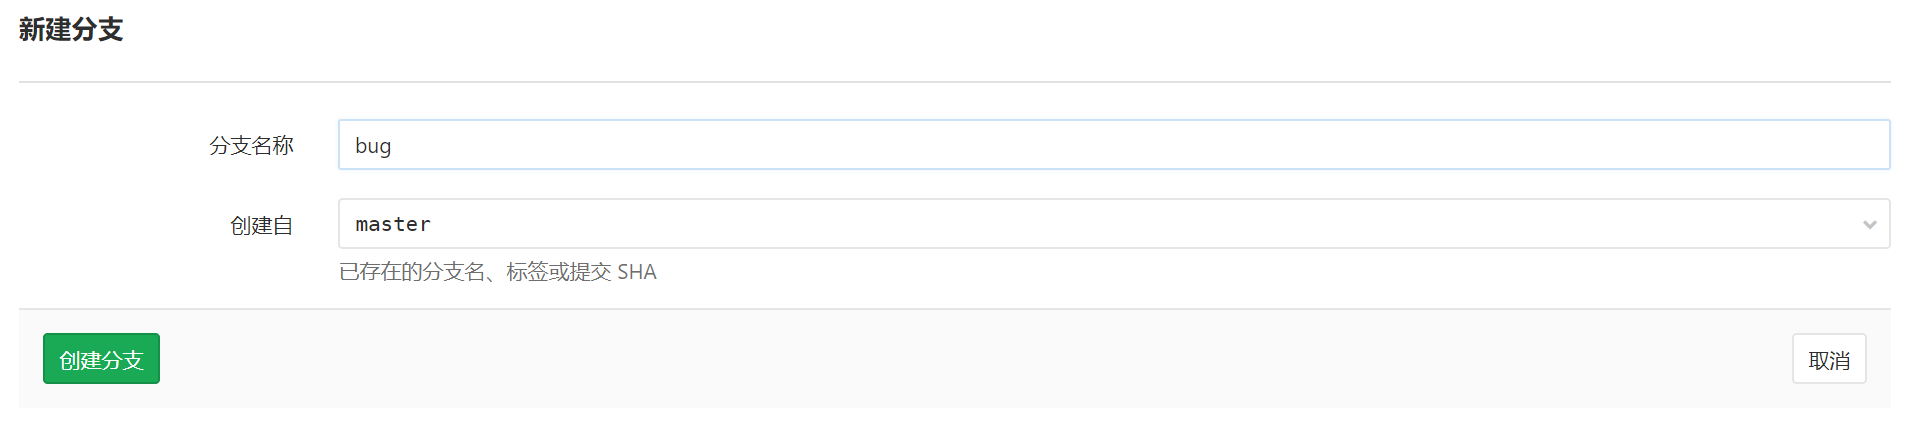 新建分支
分支名称
bug
创建自
master
已存在的分支名、标签或提交 SHA
创建分支
取消